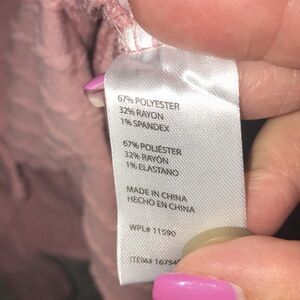 67% POLYESTER
32% RAYON
1% SPANDEX
67% POLIÉSTER
32% RAYÓN
1% ELASTANO
MADE IN CHINA
HECHO EN CHINA
WPL# 11590
ITEM#